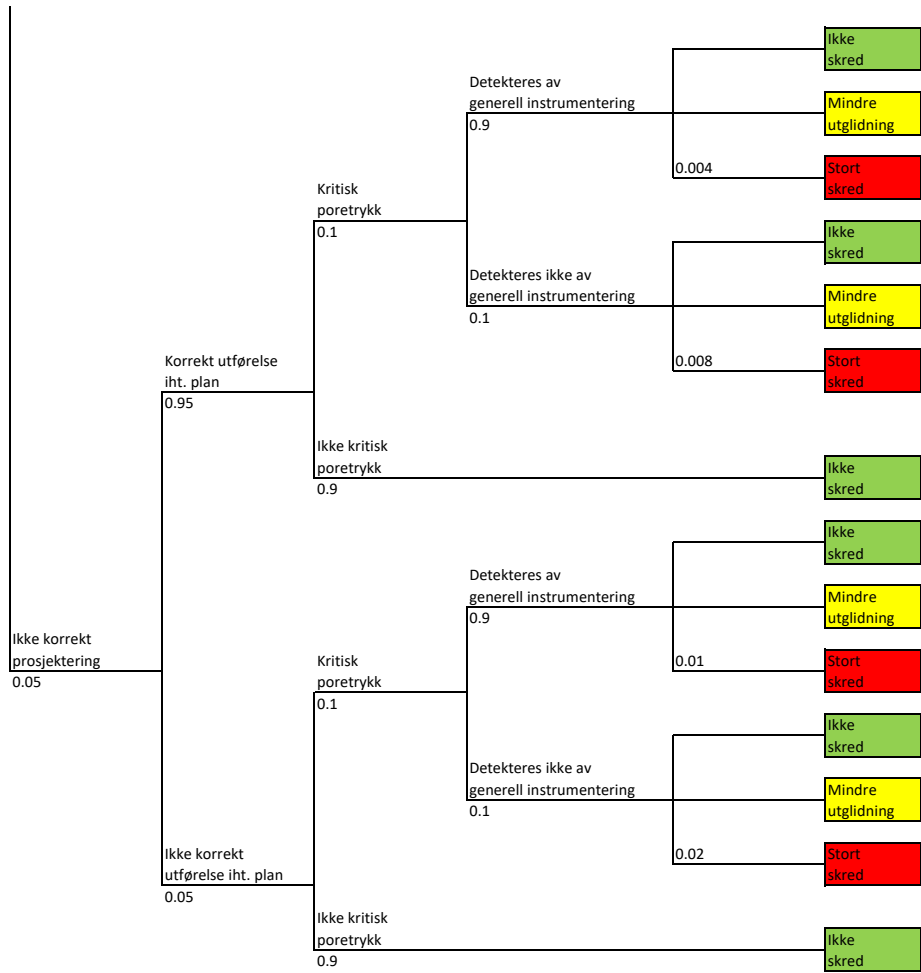 Ikke
skred
Detekteres av
generell instrumentering
0.9
Mindre
utglidning
0.004
Stort
skred
Kritisk
poretrykk
0.1
Ikke
skred
Detekteres ikke av
generell instrumentering
0.1
Mindre
utglidning
0.008
Stort
skred
Korrekt utførelse
iht. plan
0.95
Ikke kritisk
poretrykk
0.9
Ikke
skred
Ikke
skred
Detekteres av
generell instrumentering
0.9
Mindre
utglidning
Ikke korrekt
prosjektering
0.05
Kritisk
poretrykk
0.1
0.01
Stort
skred
Ikke
skred
Detekteres ikke av
generell instrumentering
0.1
Mindre
utglidning
0.02
Stort
skred
Ikke korrekt
utførelse iht. plan
0.05
Ikke kritisk
poretrykk
0.9
Ikke
skred